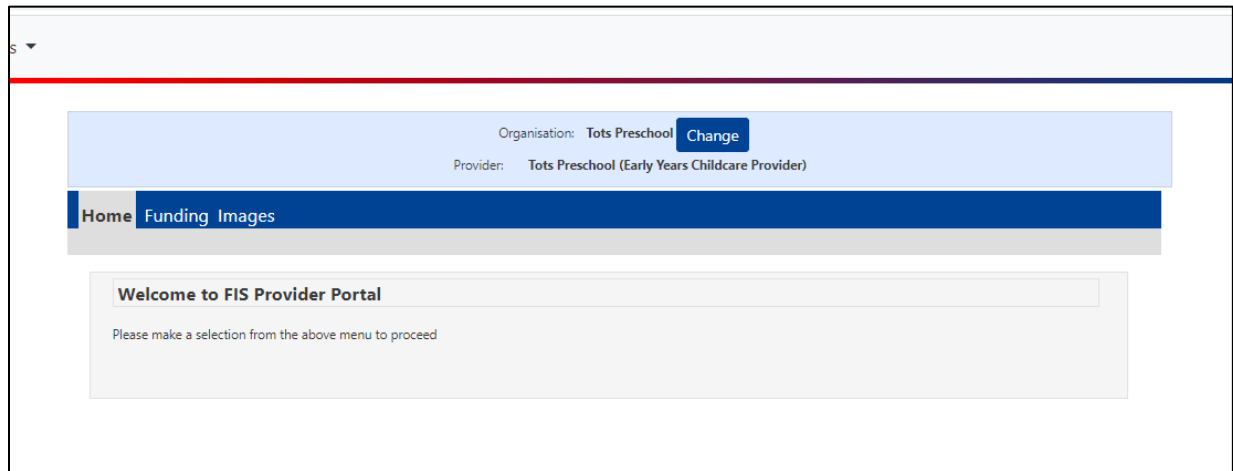 s
Organisation: Tots Preschool Change
Provider: Tots Preschool (Early Years Childcare Provider)
Home Funding Images
Welcome to FIS Provider Portal
Please make a selection from the above menu to proceed